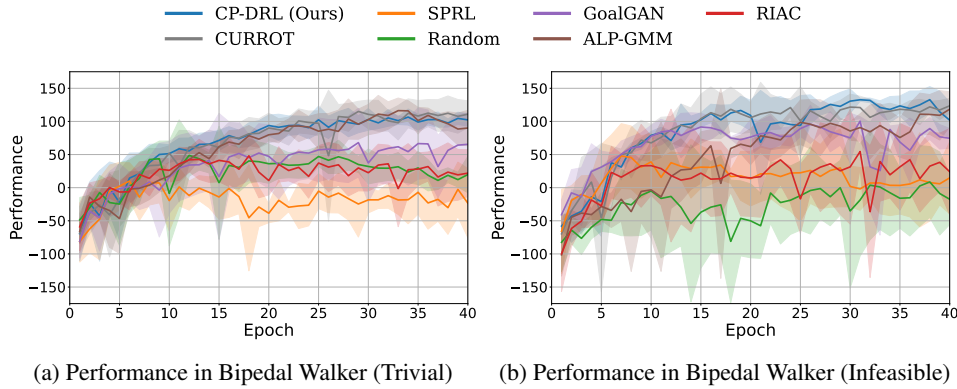 CP-DRL (Ours) SPRL GoalGAN RIAC
CURROT Random ALP-GMM
Performance
150
100
50
0
−50
−100
−150
0 5 10 15 20 25 30 35 40
Epoch
Performance
150
100
50
0
−50
−100
−150
0 5 10 15 20 25 30 35 40
Epoch
(a) Performance in Bipedal Walker (Trivial)
(b) Performance in Bipedal Walker (Infeasible)